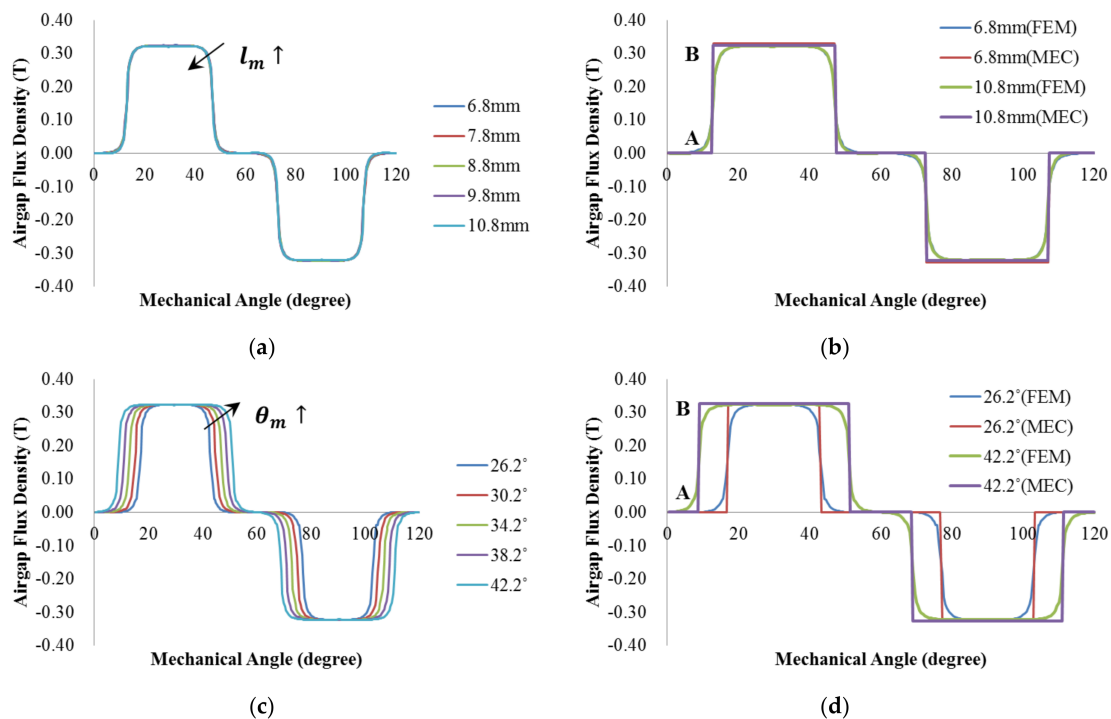 0.40
0.30
0.20
0.10
0.00
-0.10
-0.20
-0.30
-0.40
0 20 40 60 80 100 120
Airgap Flux Density (T)
Mechanical Angle (degree)
l_m ↑
6.8mm
7.8mm
8.8mm
9.8mm
10.8mm
(a)
0.40
0.30
0.20
0.10
0.00
-0.10
-0.20
-0.30
-0.40
0 20 40 60 80 100 120
Airgap Flux Density (T)
Mechanical Angle (degree)
B
A
6.8mm(FEM)
6.8mm(MEC)
10.8mm(FEM)
10.8mm(MEC)
(b)
0.40
0.30
0.20
0.10
0.00
-0.10
-0.20
-0.30
-0.40
0 20 40 60 80 100 120
Airgap Flux Density (T)
Mechanical Angle (degree)
θ_m ↑
26.2˚
30.2˚
34.2˚
38.2˚
42.2˚
(c)
0.40
0.30
0.20
0.10
0.00
-0.10
-0.20
-0.30
-0.40
0 20 40 60 80 100 120
Airgap Flux Density (T)
Mechanical Angle (degree)
B
A
26.2˚(FEM)
26.2˚(MEC)
42.2˚(FEM)
42.2˚(MEC)
(d)